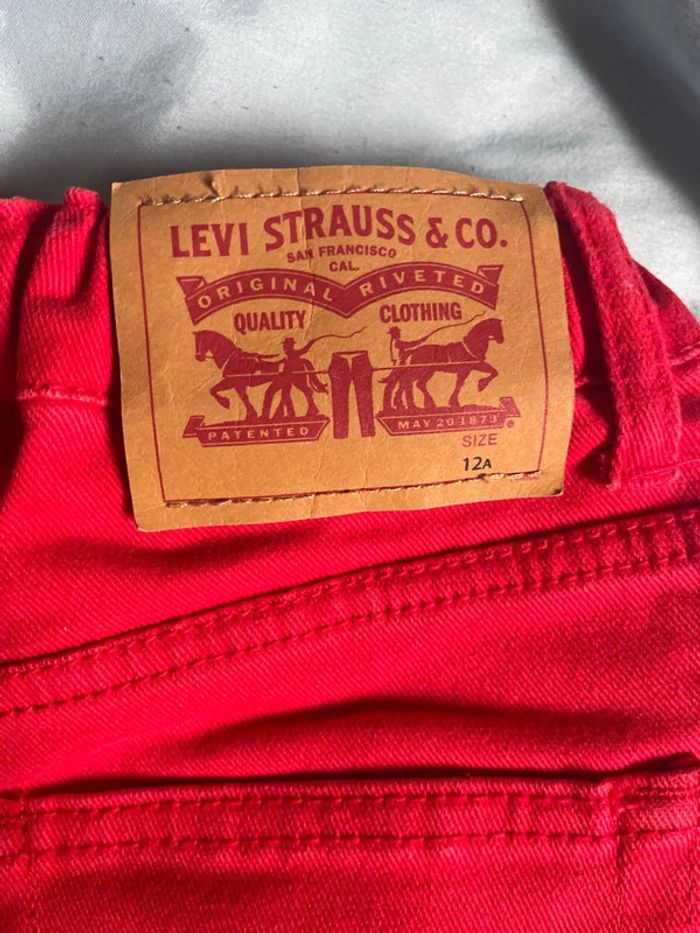 LEVI STRAUSS & CO.
SAN FRANCISCO
CAL.
ORIGINAL RIVETED
QUALITY CLOTHING
PATENTED MAY 20 1873 ®
SIZE
12A